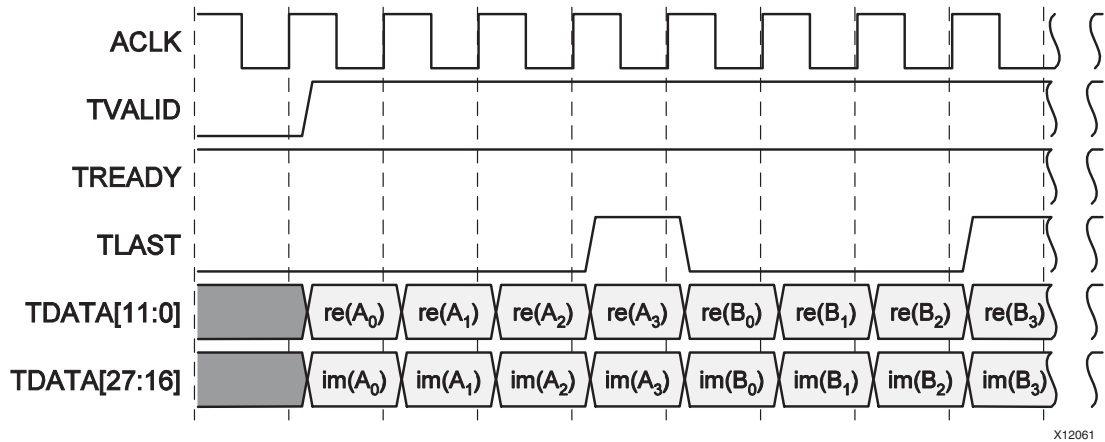 ACLK
TVALID
TREADY
TLAST
TDATA[11:0] re(A₀) re(A₁) re(A₂) re(A₃) re(B₀) re(B₁) re(B₂) re(B₃)
TDATA[27:16] im(A₀) im(A₁) im(A₂) im(A₃) im(B₀) im(B₁) im(B₂) im(B₃)
X12061